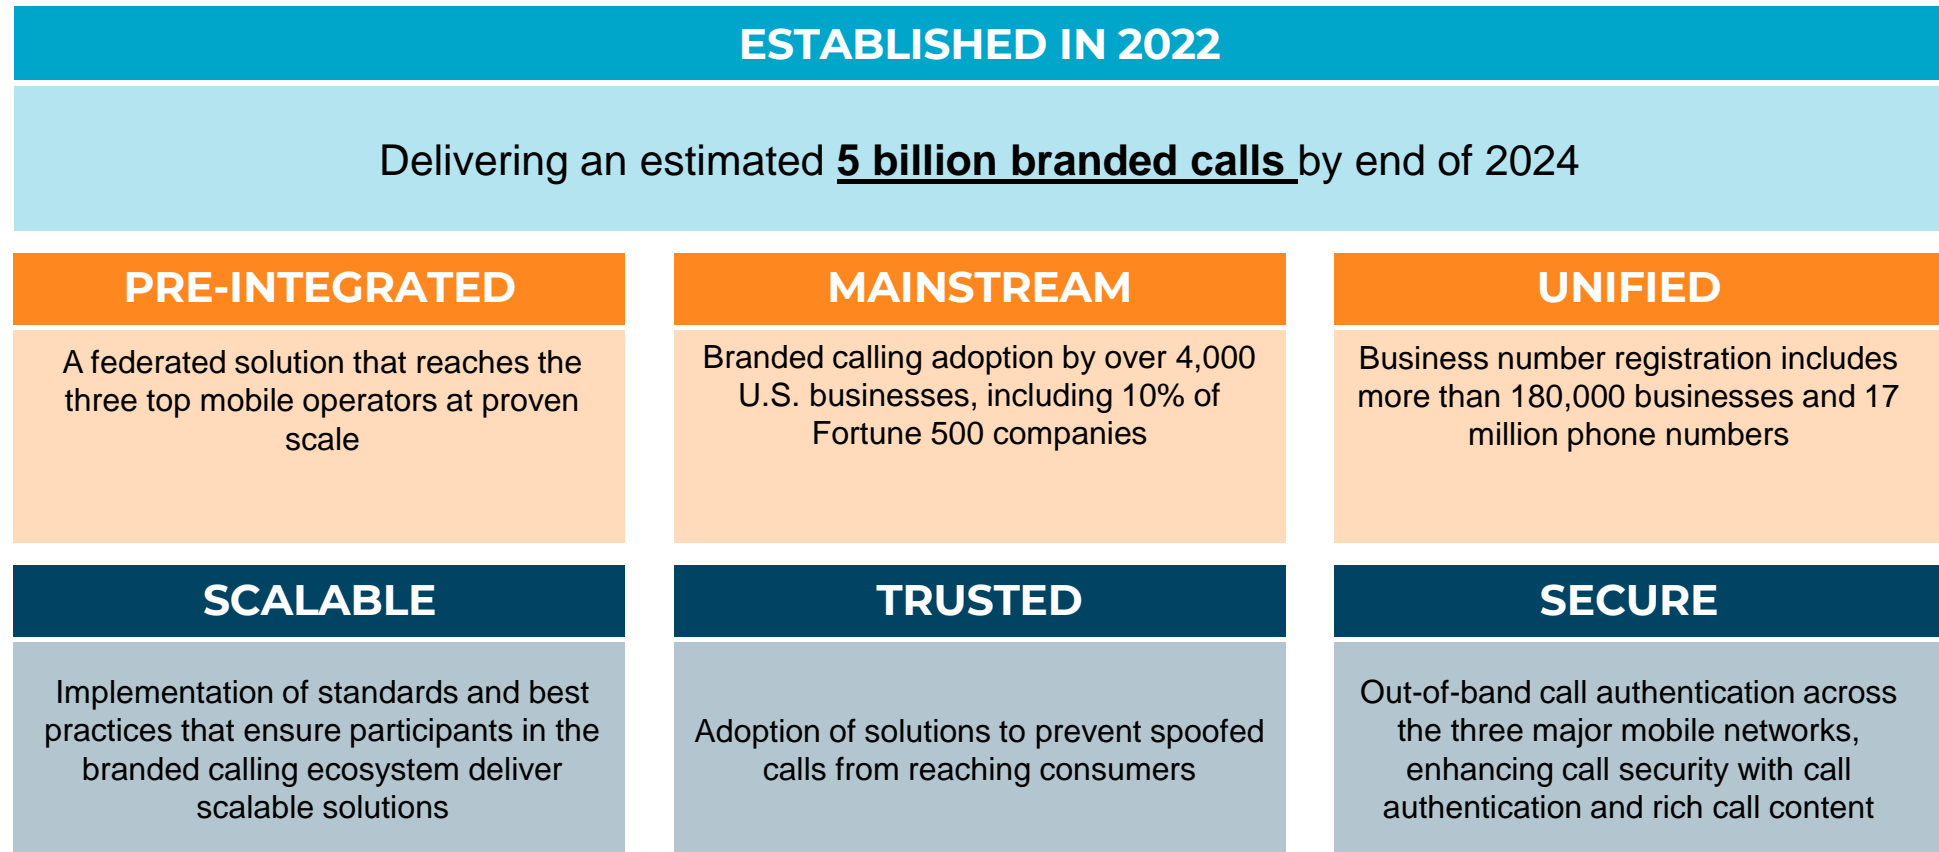 ESTABLISHED IN 2022
Delivering an estimated 5 billion branded calls by end of 2024
PRE-INTEGRATED
A federated solution that reaches the
three top mobile operators at proven
scale
MAINSTREAM
Branded calling adoption by over 4,000
U.S. businesses, including 10% of
Fortune 500 companies
UNIFIED
Business number registration includes
more than 180,000 businesses and 17
million phone numbers
SCALABLE
Implementation of standards and best
practices that ensure participants in the
branded calling ecosystem deliver
scalable solutions
TRUSTED
Adoption of solutions to prevent spoofed
calls from reaching consumers
SECURE
Out-of-band call authentication across
the three major mobile networks,
enhancing call security with call
authentication and rich call content